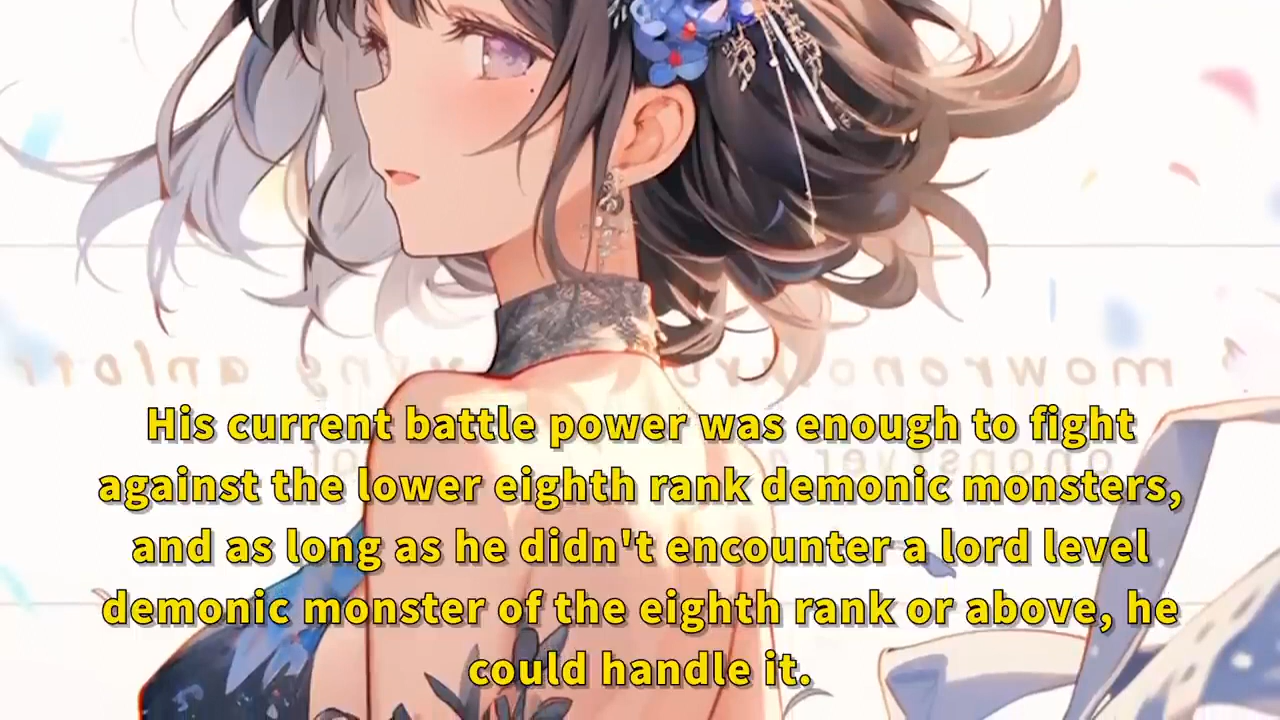 His current battle power was enough to fight
against the lower eighth rank demonic monsters,
and as long as he didn't encounter a lord level
demonic monster of the eighth rank or above, he
could handle it.